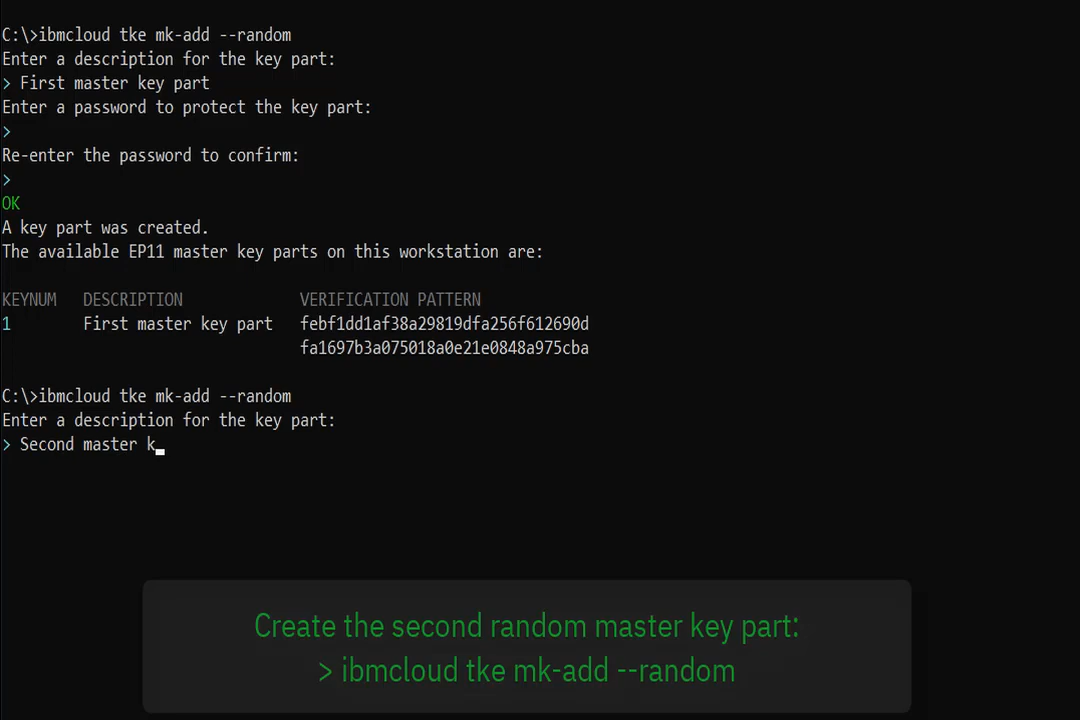 C:\>ibmcloud tke mk-add --random
Enter a description for the key part:
> First master key part
Enter a password to protect the key part:
>
Re-enter the password to confirm:
>
OK
A key part was created.
The available EP11 master key parts on this workstation are:
KEYNUM DESCRIPTION VERIFICATION PATTERN
1 First master key part febf1dd1af38a29819dfa256f612690d
fa1697b3a075018a0e21e0848a975cba
C:\>ibmcloud tke mk-add --random
Enter a description for the key part:
> Second master k
Create the second random master key part:
> ibmcloud tke mk-add --random